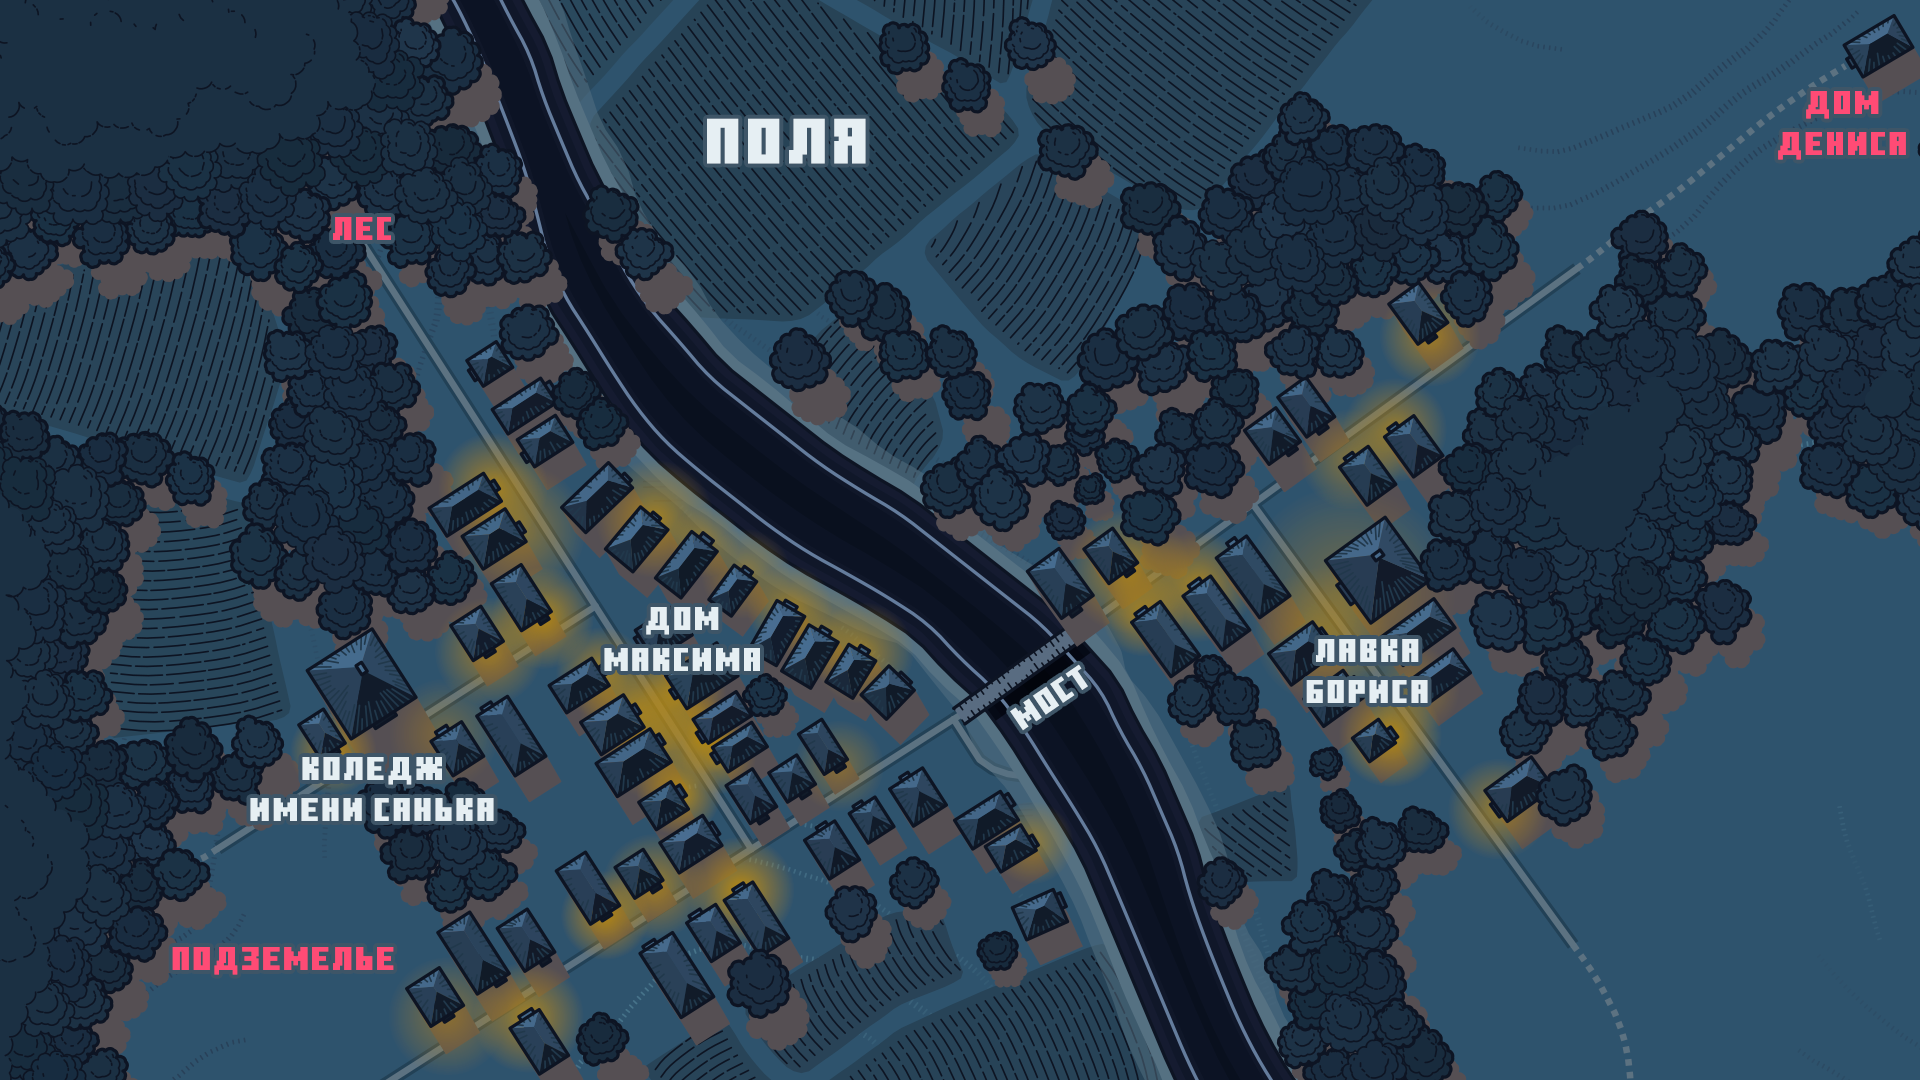 ПОЛЯ
ДОМ
ДЕНИСА
ЛЕС
ДОМ
МАКСИМА
ЛАВКА
БОРИСА
МОСТ
КОЛЕДЖ
ИМЕНИ САНЬКА
ПОДЗЕМЕЛЬЕ